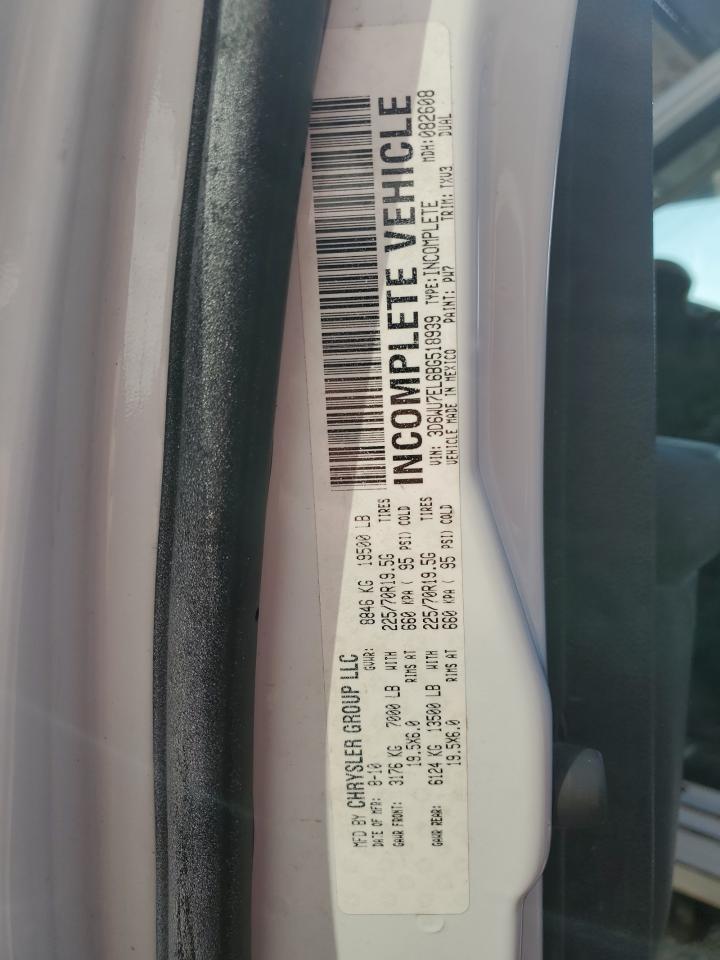 MFD BY CHRYSLER GROUP LLC
DATE OF MFR: 8-10 GVWR: 8846 KG 19500 LB
GAWR FRONT: 3176 KG 7000 LB WITH 225/70R19.5G TIRES
19.5X6.0 RIMS AT 660 KPA ( 95 PSI) COLD
GAWR REAR: 6124 KG 13500 LB WITH 225/70R19.5G TIRES
19.5X6.0 RIMS AT 660 KPA ( 95 PSI) COLD
INCOMPLETE VEHICLE
MDH:082608
VIN: 3D6WU7EL6BG518939 TYPE:INCOMPLETE DUAL
VEHICLE MADE IN MEXICO PAINT: PW7 TRIM: TXV3